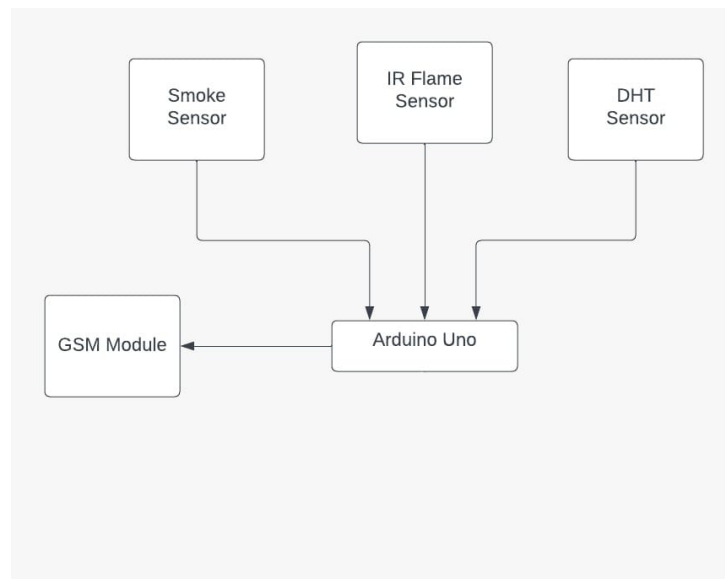 Smoke
Sensor
IR Flame
Sensor
DHT
Sensor
GSM Module
Arduino Uno